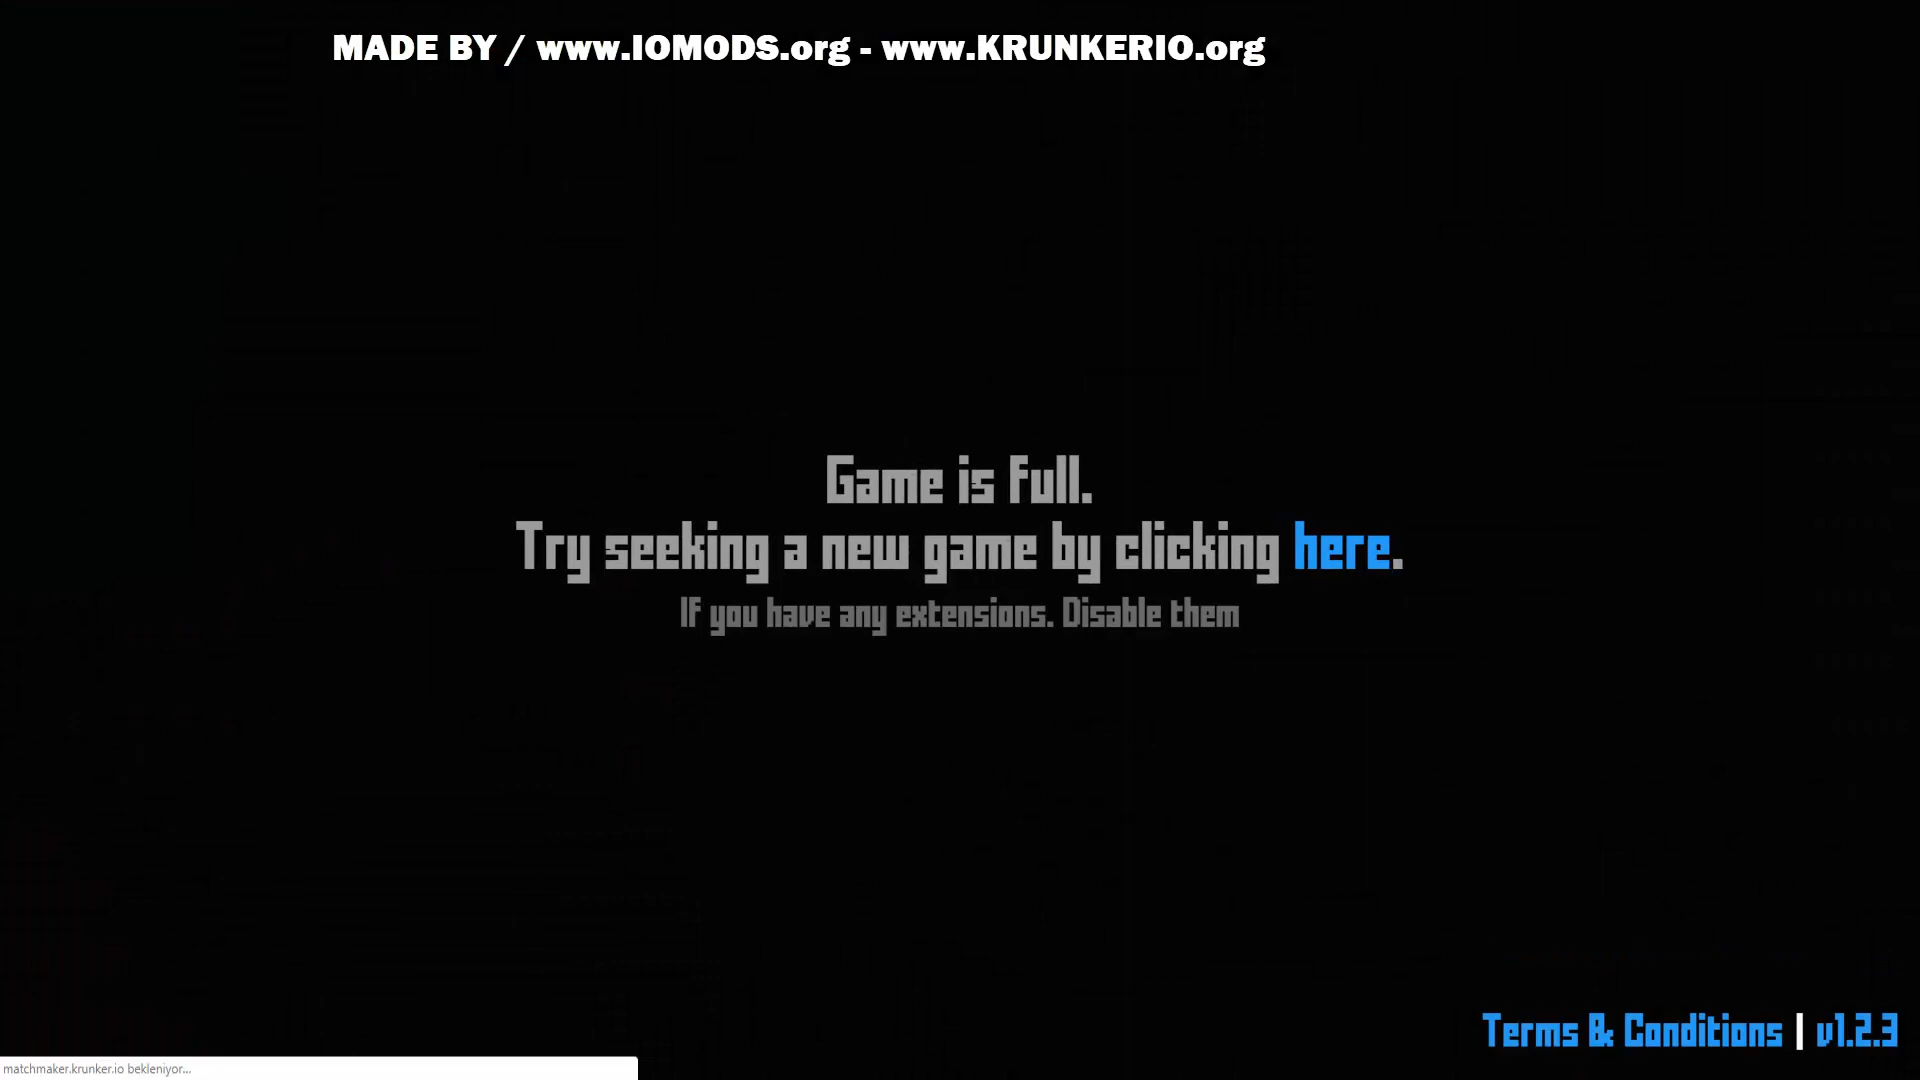 MADE BY / www.IOMODS.org - www.KRUNKERIO.org
Game is full.
Try seeking a new game by clicking here.
If you have any extensions. Disable them
Terms & Conditions | v1.2.3
matchmaker.krunker.io bekleniyor...